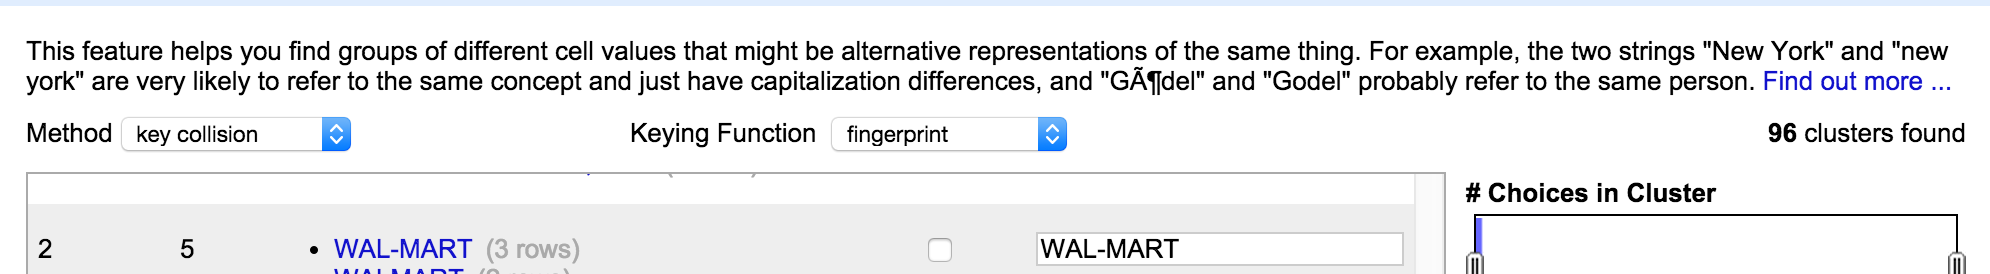 This feature helps you find groups of different cell values that might be alternative representations of the same thing. For example, the two strings "New York" and "new
york" are very likely to refer to the same concept and just have capitalization differences, and "GÃ¶del" and "Godel" probably refer to the same person. Find out more ...
Method key collision Keying Function fingerprint 96 clusters found
# Choices in Cluster
2 5 • WAL-MART (3 rows) WAL-MART